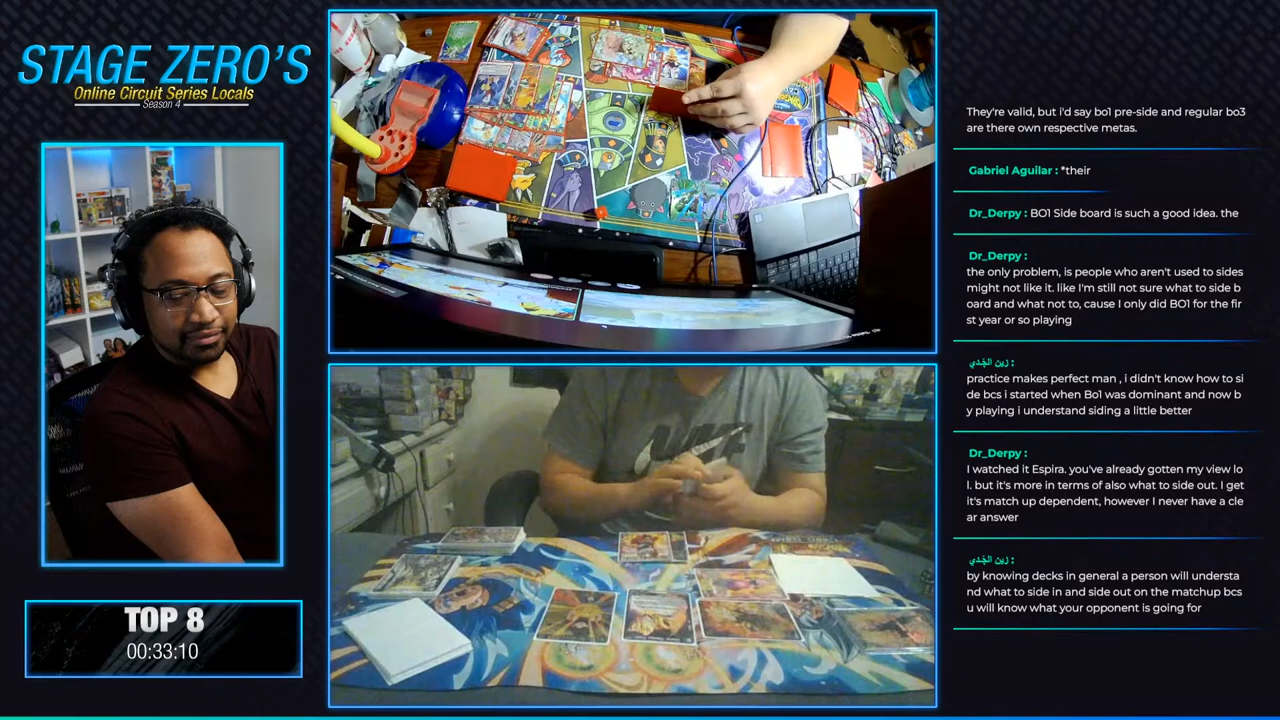 STAGE ZERO'S
Online Circuit Series Locals
Season 4
They're valid, but i'd say bo1 pre-side and regular bo3
are there own respective metas.
Gabriel Aguilar : *their
Dr_Derpy : BO1 Side board is such a good idea. the
Dr_Derpy :
the only problem, is people who aren't used to sides
might not like it. like I'm still not sure what to side b
oard and what not to, cause I only did BO1 for the fir
st year or so playing
زين الجَدي :
practice makes perfect man , i didn't know how to si
de bcs i started when Bo1 was dominant and now b
y playing i understand siding a little better
Dr_Derpy :
I watched it Espira. you've already gotten my view lo
l. but it's more in terms of also what to side out. I get
it's match up dependent, however I never have a cle
ar answer
زين الجَدي :
by knowing decks in general a person will understa
nd what to side in and side out on the matchup bcs
u will know what your opponent is going for
TOP 8
00:33:10